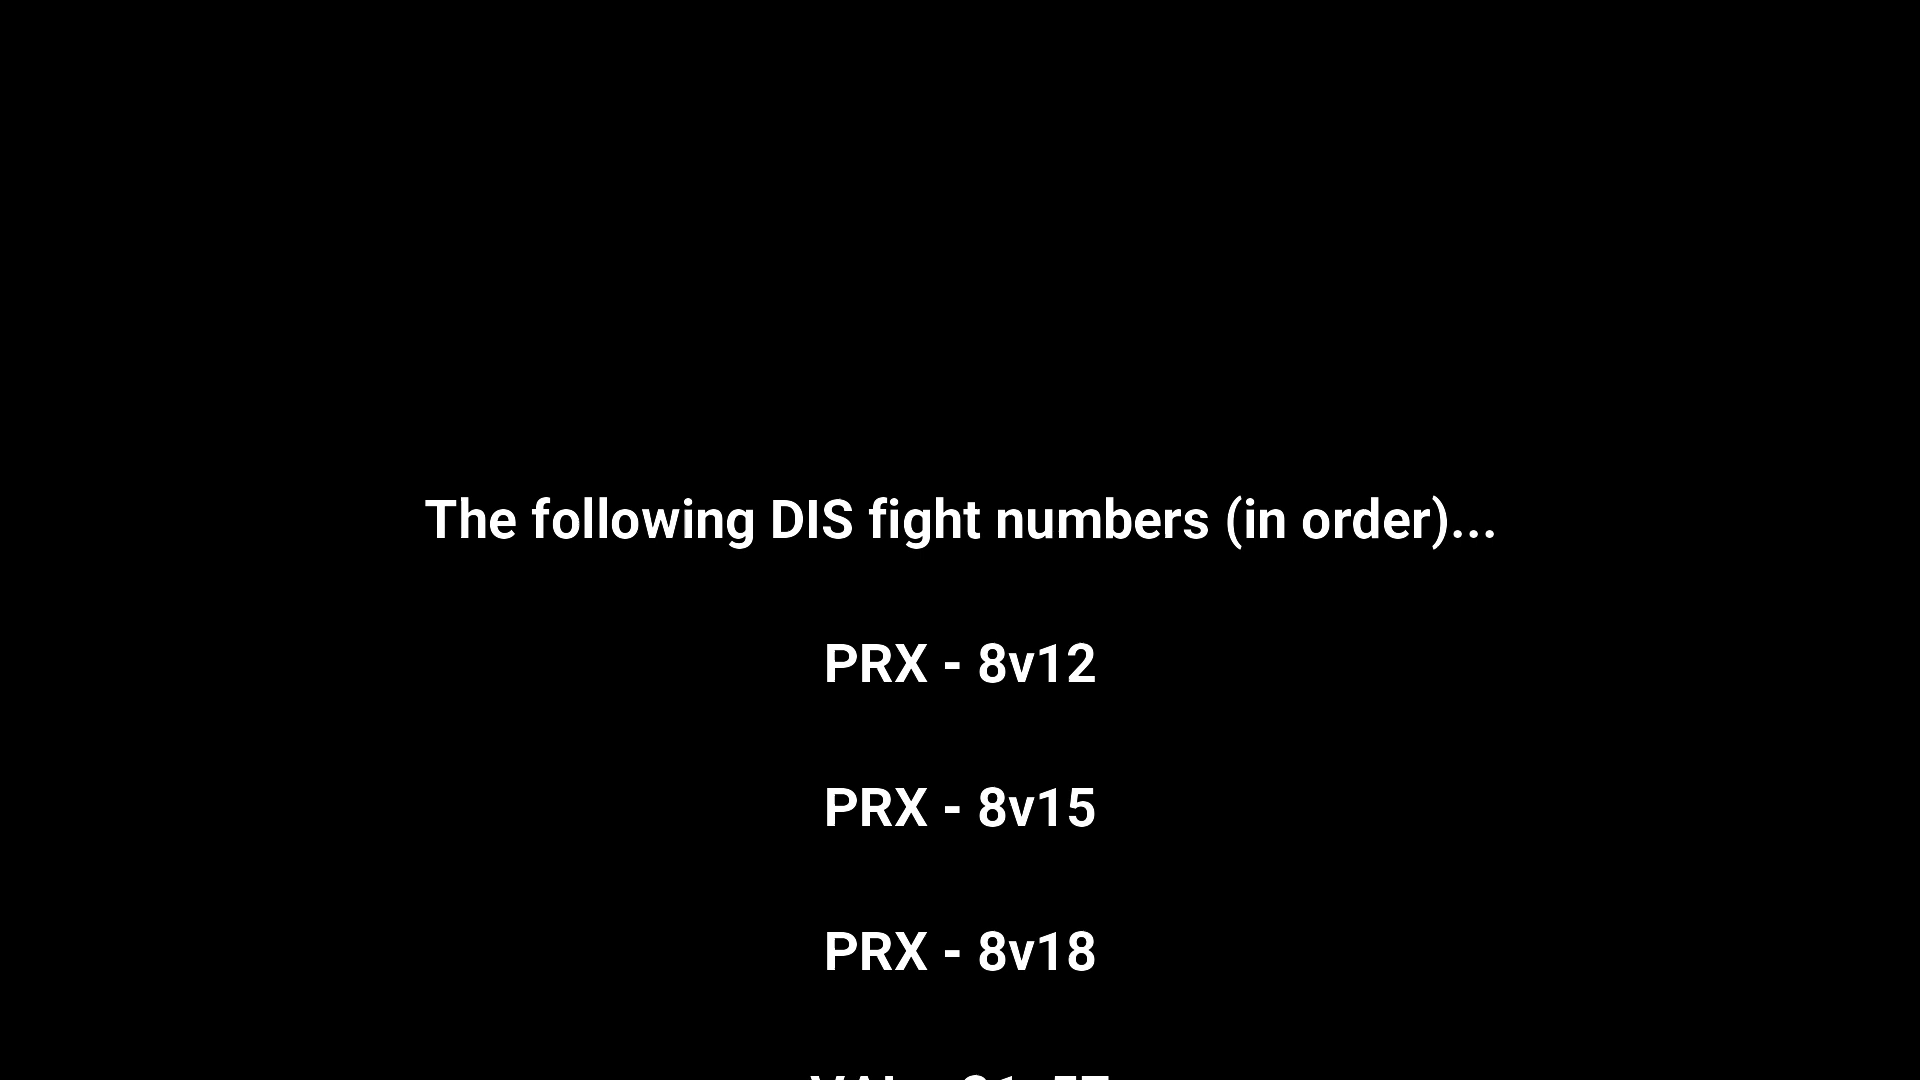 The following DIS fight numbers (in order)...
PRX - 8v12
PRX - 8v15
PRX - 8v18